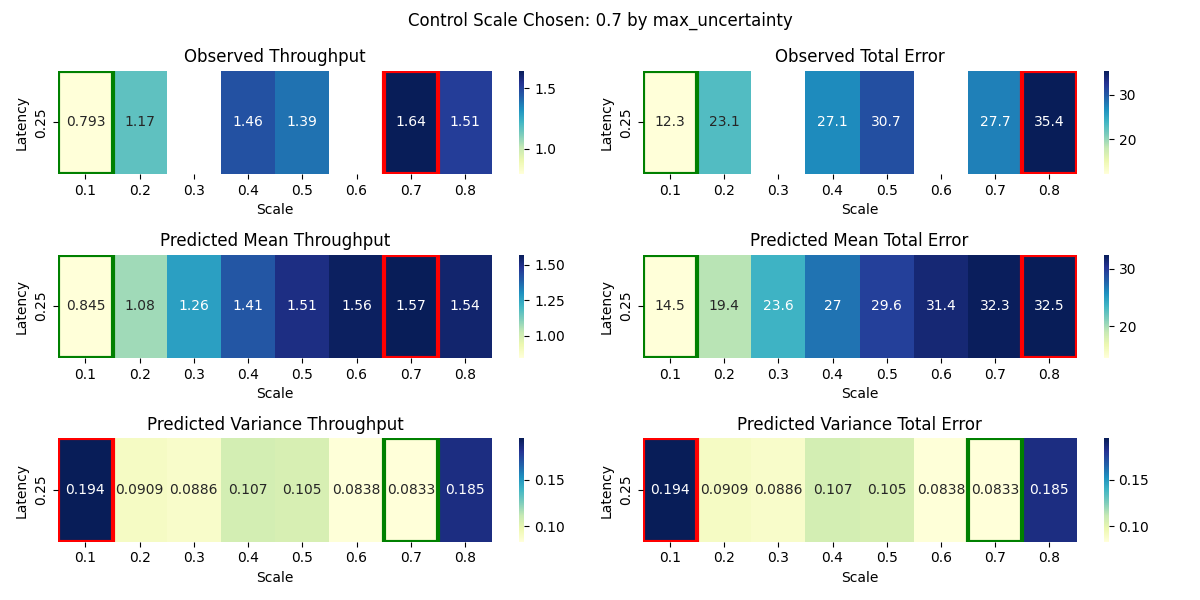 Control Scale Chosen: 0.7 by max_uncertainty
Observed Throughput
Latency
0.25
0.793 1.17 1.46 1.39 1.64 1.51
0.1 0.2 0.3 0.4 0.5 0.6 0.7 0.8
Scale
1.5
1.0
Observed Total Error
Latency
0.25
12.3 23.1 27.1 30.7 27.7 35.4
0.1 0.2 0.3 0.4 0.5 0.6 0.7 0.8
Scale
30
20
Predicted Mean Throughput
Latency
0.25
0.845 1.08 1.26 1.41 1.51 1.56 1.57 1.54
0.1 0.2 0.3 0.4 0.5 0.6 0.7 0.8
Scale
1.50
1.25
1.00
Predicted Mean Total Error
Latency
0.25
14.5 19.4 23.6 27 29.6 31.4 32.3 32.5
0.1 0.2 0.3 0.4 0.5 0.6 0.7 0.8
Scale
30
20
Predicted Variance Throughput
Latency
0.25
0.194 0.0909 0.0886 0.107 0.105 0.0838 0.0833 0.185
0.1 0.2 0.3 0.4 0.5 0.6 0.7 0.8
Scale
0.15
0.10
Predicted Variance Total Error
Latency
0.25
0.194 0.0909 0.0886 0.107 0.105 0.0838 0.0833 0.185
0.1 0.2 0.3 0.4 0.5 0.6 0.7 0.8
Scale
0.15
0.10